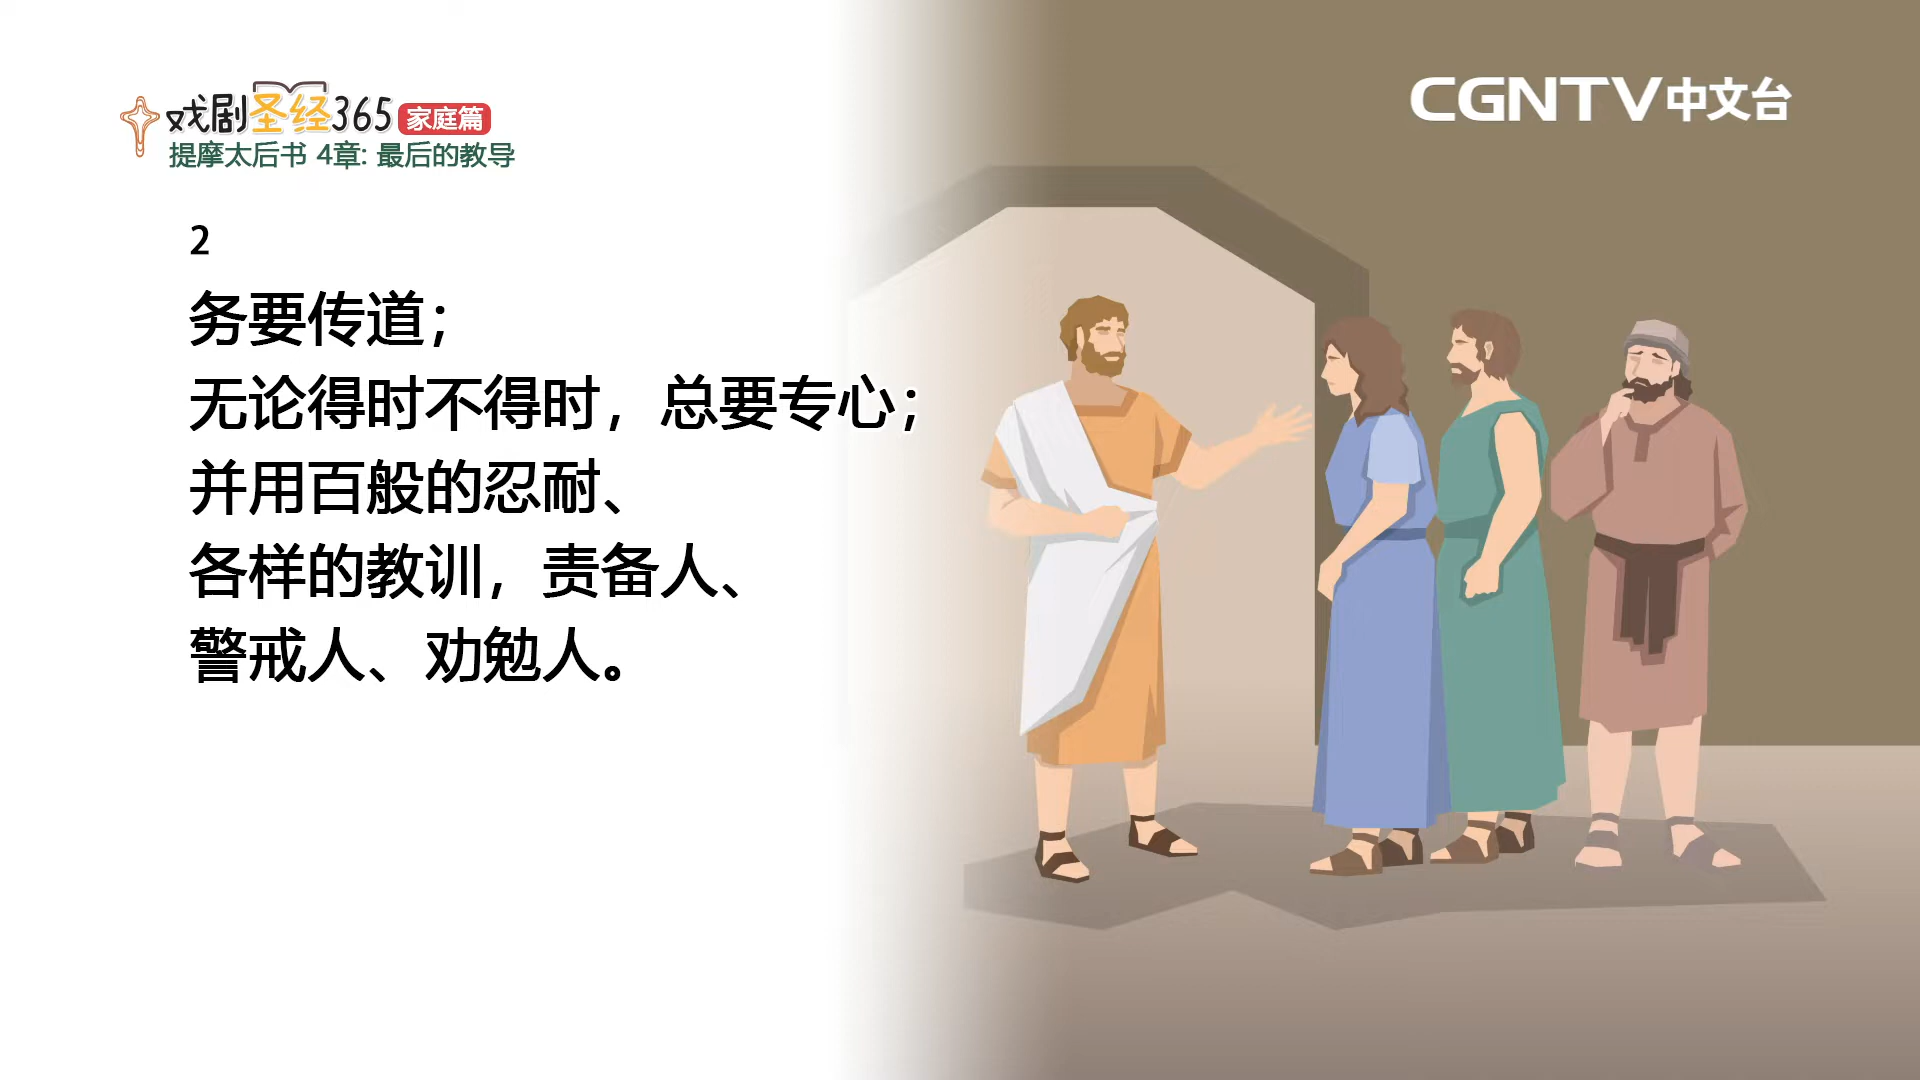 戏剧圣经365 家庭篇
提摩太后书 4章: 最后的教导
CGNTV中文台
2
务要传道；
无论得时不得时，总要专心；
并用百般的忍耐、
各样的教训，责备人、
警戒人、劝勉人。